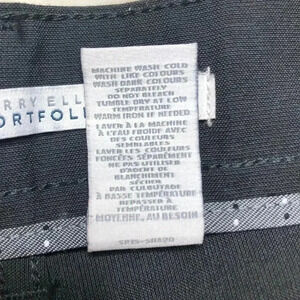 RRY ELL
ORTFOL
MACHINE WASH COLD
WITH LIKE COLOURS
WASH DARK COLOURS
SEPARATELY
DO NOT BLEACH
TUMBLE DRY AT LOW
TEMPERATURE
WARM IRON IF NEEDED
LAVER À LA MACHINE
À L'EAU FROIDE AVEC
DES COULEURS
SEMBLABLES
LAVER LES COULEURS
FONCÉES SÉPARÉMENT
NE PAS UTILISER
D'AGENT DE
BLANCHIMENT
SÉCHER
PAR CULBUTAGE
À BASSE TEMPÉRATURE
REPASSER À
TEMPÉRATURE
MOYENNE, AU BESOIN